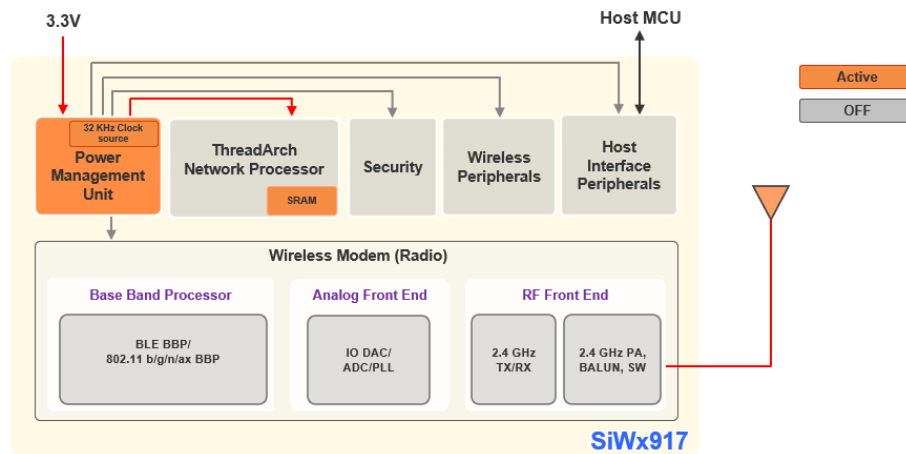 3.3V
Host MCU
Active
OFF
32 KHz Clock
source
Power
Management
Unit
ThreadArch
Network Processor
SRAM
Security
Wireless
Peripherals
Host
Interface
Peripherals
Wireless Modem (Radio)
Base Band Processor
Analog Front End
RF Front End
BLE BBP/
802.11 b/g/n/ax BBP
IO DAC/
ADC/PLL
2.4 GHz
TX/RX
2.4 GHz PA,
BALUN, SW
SiWx917